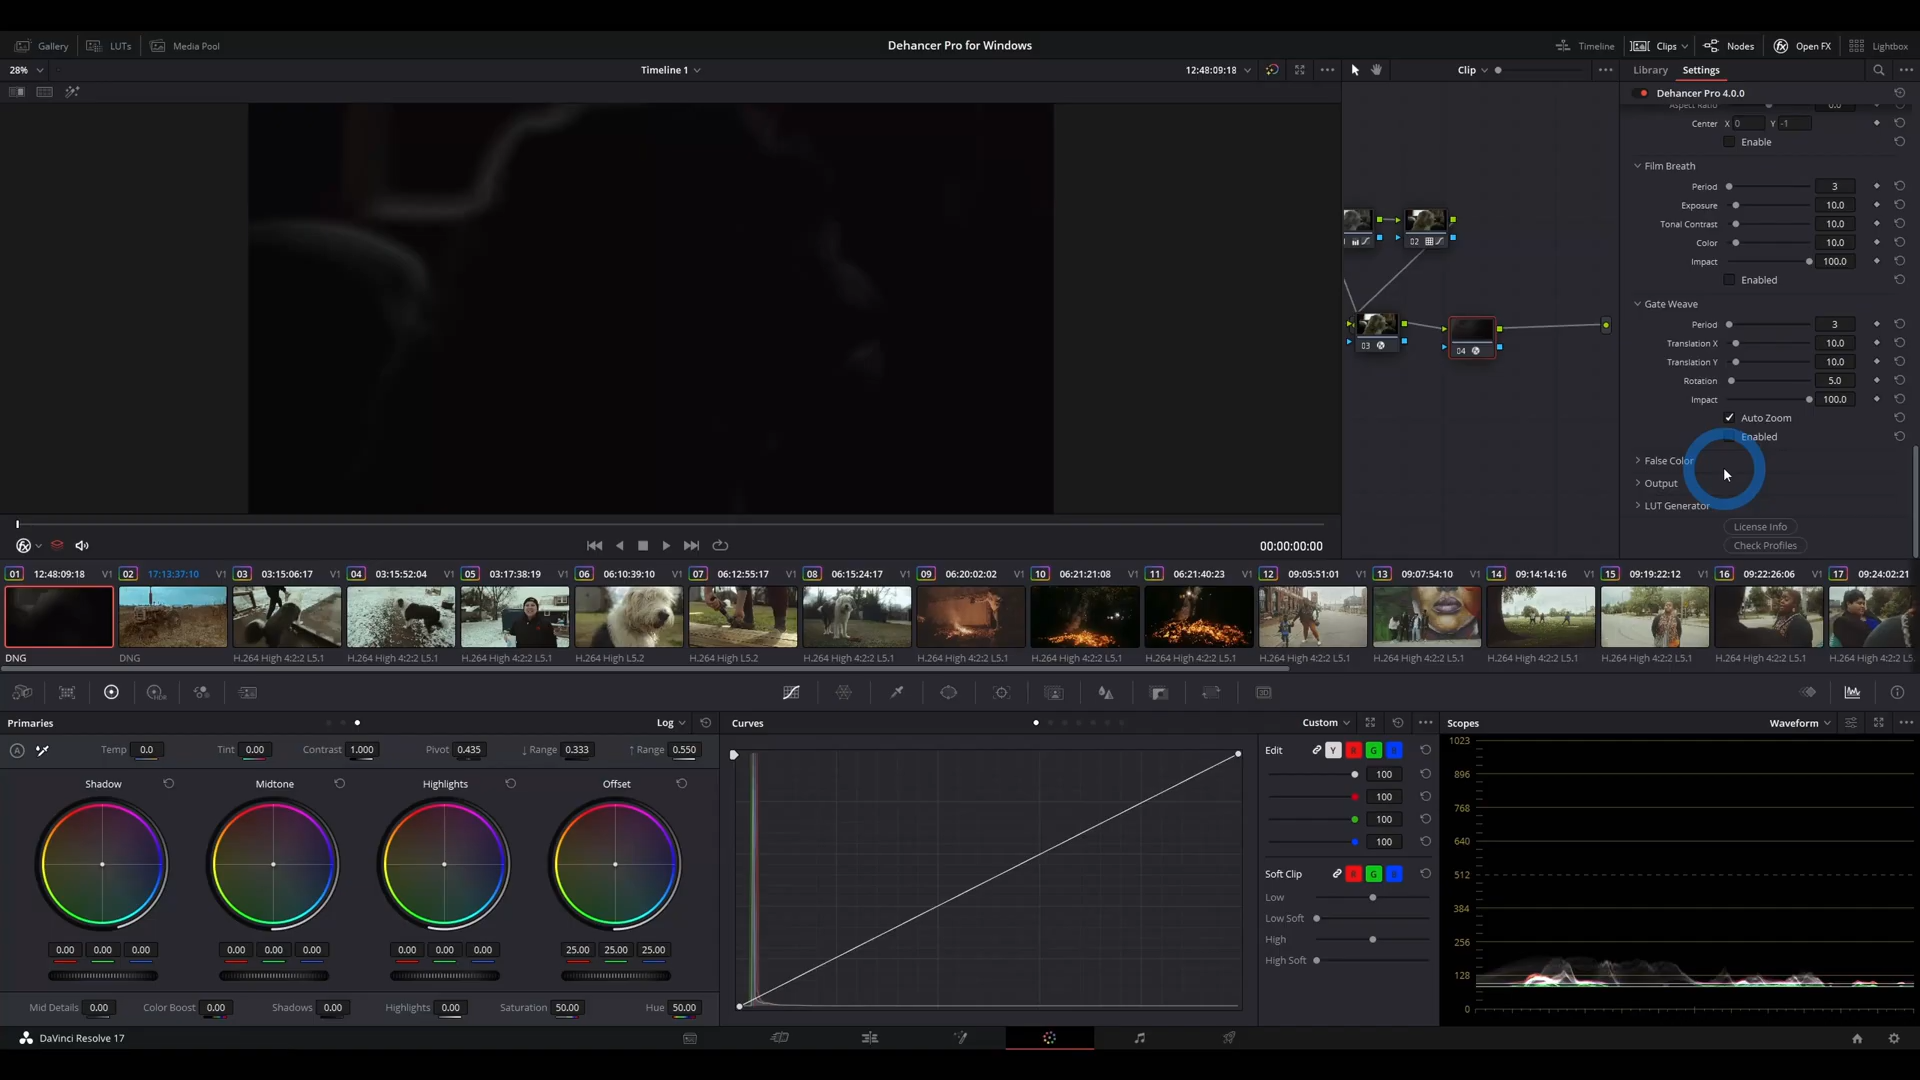 Gallery LUTs Media Pool Dehancer Pro for Windows Timeline Clips Nodes Open FX Lightbox
28% Timeline 1 12:48:09:18 Clip Library Settings
Dehancer Pro 4.0.0
Aspect Ratio 0.0
Center X 0 Y -1
Enable
Film Breath
Period 3
Exposure 10.0
Tonal Contrast 10.0
Color 10.0
Impact 100.0
Enabled
Gate Weave
Period 3
Translation X 10.0
Translation Y 10.0
Rotation 5.0
Impact 100.0
Auto Zoom
Enabled
False Color
Output
LUT Generator
License Info
Check Profiles
02
03 04
00:00:00:00
01 12:48:09:18 V1 02 17:13:37:10 V1 03 03:15:06:17 V1 04 03:15:52:04 V1 05 03:17:38:19 V1 06 06:10:39:10 V1 07 06:12:55:17 V1 08 06:15:24:17 V1 09 06:20:02:02 V1 10 06:21:21:08 V1 11 06:21:40:23 V1 12 09:05:51:01 V1 13 09:07:54:10 V1 14 09:14:14:16 V1 15 09:19:22:12 V1 16 09:22:26:06 V1 17 09:24:02:21
DNG DNG H.264 High 4:2:2 L5.1 H.264 High 4:2:2 L5.1 H.264 High 4:2:2 L5.1 H.264 High L5.2 H.264 High L5.2 H.264 High 4:2:2 L5.1 H.264 High 4:2:2 L5.1 H.264 High 4:2:2 L5.1 H.264 High 4:2:2 L5.1 H.264 High 4:2:2 L5.1 H.264 High 4:2:2 L5.1 H.264 High 4:2:2 L5.1 H.264 High 4:2:2 L5.1 H.264 High 4:2:2 L5.1 H.264 High 4:2:2 L5.
HDR 3D
Primaries Log Curves Custom Scopes Waveform
A Temp 0.0 Tint 0.00 Contrast 1.000 Pivot 0.435 ↓ Range 0.333 ↑ Range 0.550
Shadow Midtone Highlights Offset
0.00 0.00 0.00 0.00 0.00 0.00 0.00 0.00 0.00 25.00 25.00 25.00
Mid Details 0.00 Color Boost 0.00 Shadows 0.00 Highlights 0.00 Saturation 50.00 Hue 50.00
Edit Y R G B
100
100
100
100
Soft Clip R G B
Low
Low Soft
High
High Soft
1023
896
768
640
512
384
256
128
0
DaVinci Resolve 17